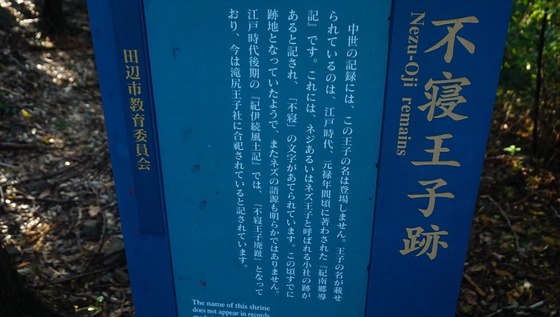 不寝王子跡
Nezu-Oji remains
中世の記録には、この王子の名は登場しません。王子の名が載せ
られているのは、江戸時代、元禄年間頃に著わされた『紀南郷導
記』です。これには、ネジあるいはネズ王子と呼ばれる小社の跡が
あると記され、「不寝」の文字があてられています。この頃すでに
跡地となっていたようで、またネズの語源も明らかではありません。
江戸時代後期の『紀伊続風土記』では、「不寝王子廃趾」となって
おり、今は滝尻王子社に合祀されていると記されています。
田辺市教育委員会
The name of this shrine
does not appear in records